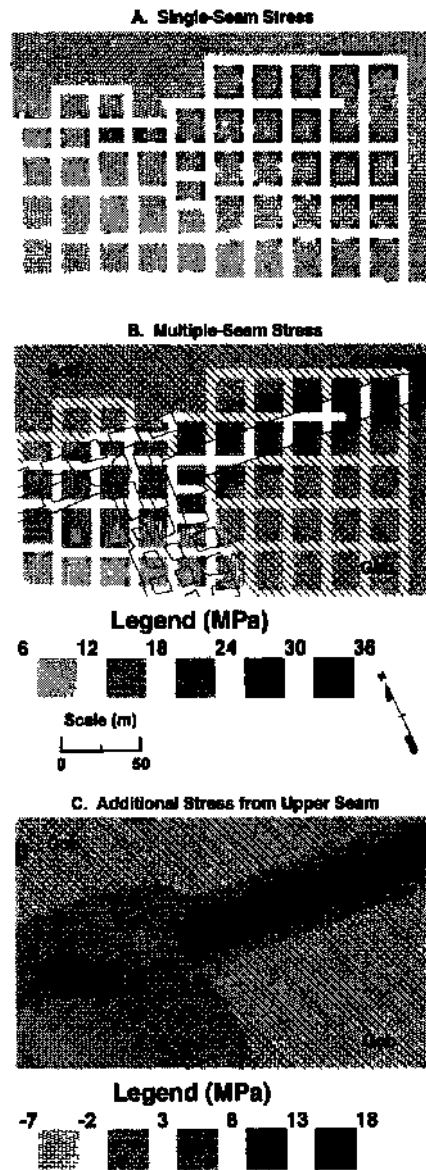 A. Single-Seam Stress
B. Multiple-Seam Stress
Legend (MPa)
6 12 18 24 30 36
Scale (m)
0 50
C. Additional Stress from Upper Seam
Gob
Legend (MPa)
-7 -2 3 8 13 18